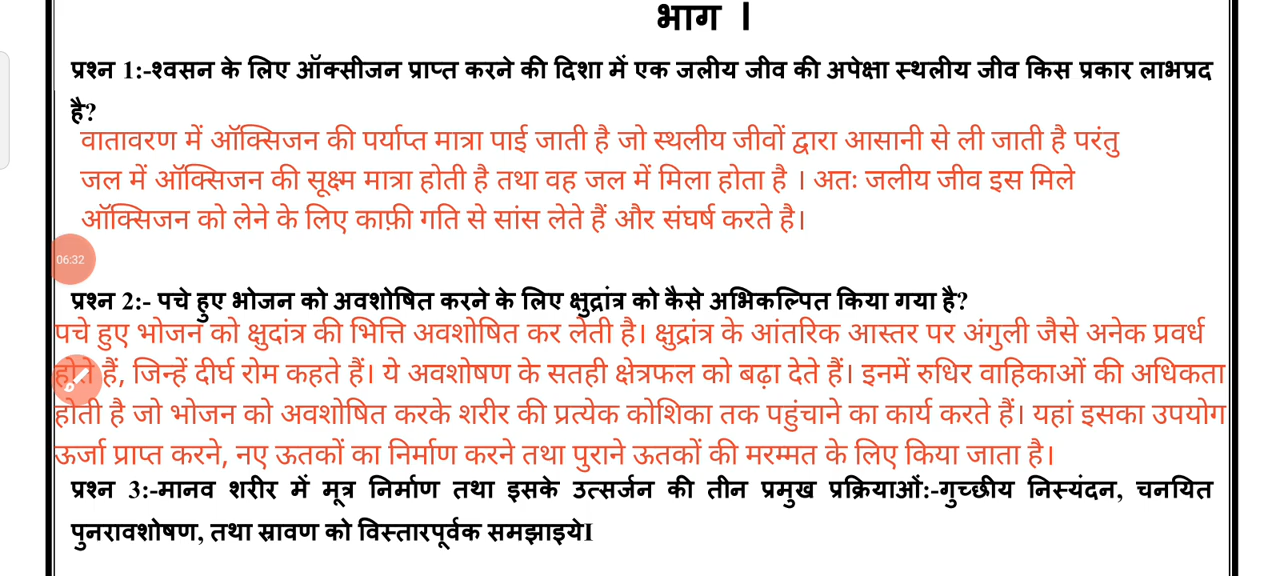 भाग I
प्रश्न 1:-श्वसन के लिए ऑक्सीजन प्राप्त करने की दिशा में एक जलीय जीव की अपेक्षा स्थलीय जीव किस प्रकार लाभप्रद
है?
वातावरण में ऑक्सिजन की पर्याप्त मात्रा पाई जाती है जो स्थलीय जीवों द्वारा आसानी से ली जाती है परंतु
जल में ऑक्सिजन की सूक्ष्म मात्रा होती है तथा वह जल में मिला होता है । अतः जलीय जीव इस मिले
ऑक्सिजन को लेने के लिए काफ़ी गति से सांस लेते हैं और संघर्ष करते है।
06:32
प्रश्न 2:- पचे हुए भोजन को अवशोषित करने के लिए क्षुद्रांत्र को कैसे अभिकल्पित किया गया है?
पचे हुए भोजन को क्षुदांत्र की भित्ति अवशोषित कर लेती है। क्षुद्रांत्र के आंतरिक आस्तर पर अंगुली जैसे अनेक प्रवर्ध
होते हैं, जिन्हें दीर्घ रोम कहते हैं। ये अवशोषण के सतही क्षेत्रफल को बढ़ा देते हैं। इनमें रुधिर वाहिकाओं की अधिकता
होती है जो भोजन को अवशोषित करके शरीर की प्रत्येक कोशिका तक पहुंचाने का कार्य करते हैं। यहां इसका उपयोग
ऊर्जा प्राप्त करने, नए ऊतकों का निर्माण करने तथा पुराने ऊतकों की मरम्मत के लिए किया जाता है।
प्रश्न 3:-मानव शरीर में मूत्र निर्माण तथा इसके उत्सर्जन की तीन प्रमुख प्रक्रियाओं:-गुच्छीय निस्यंदन, चनयित
पुनरावशोषण, तथा स्रावण को विस्तारपूर्वक समझाइयेI